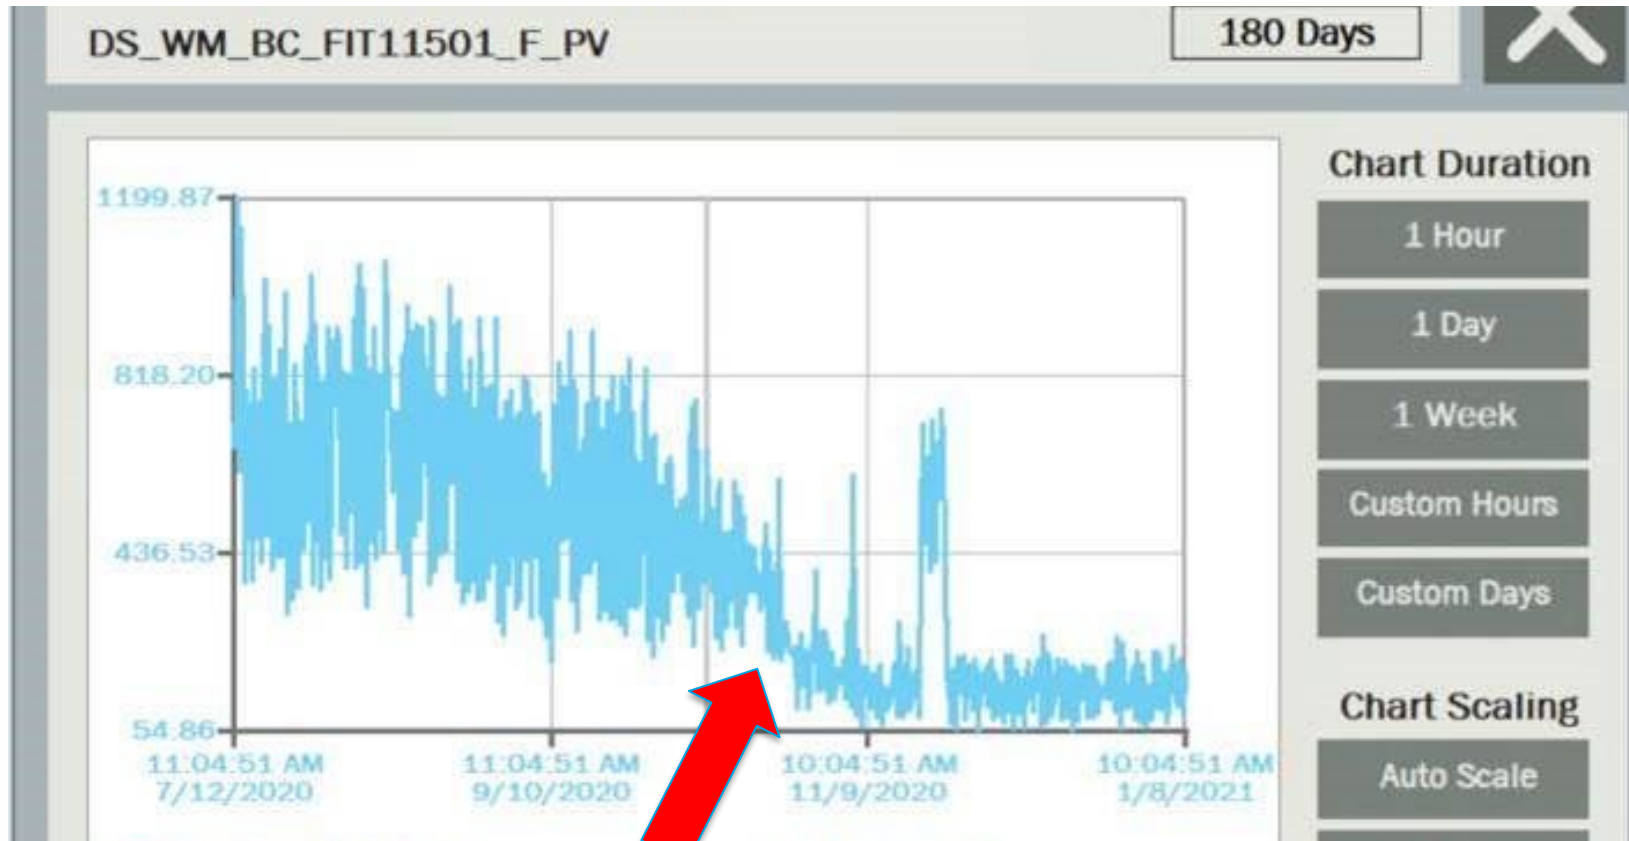 DS_WM_BC_FIT11501_F_PV
180 Days
1199.87
818.20
436.53
54.86
11:04:51 AM
7/12/2020
11:04:51 AM
9/10/2020
10:04:51 AM
11/9/2020
10:04:51 AM
1/8/2021
Chart Duration
1 Hour
1 Day
1 Week
Custom Hours
Custom Days
Chart Scaling
Auto Scale